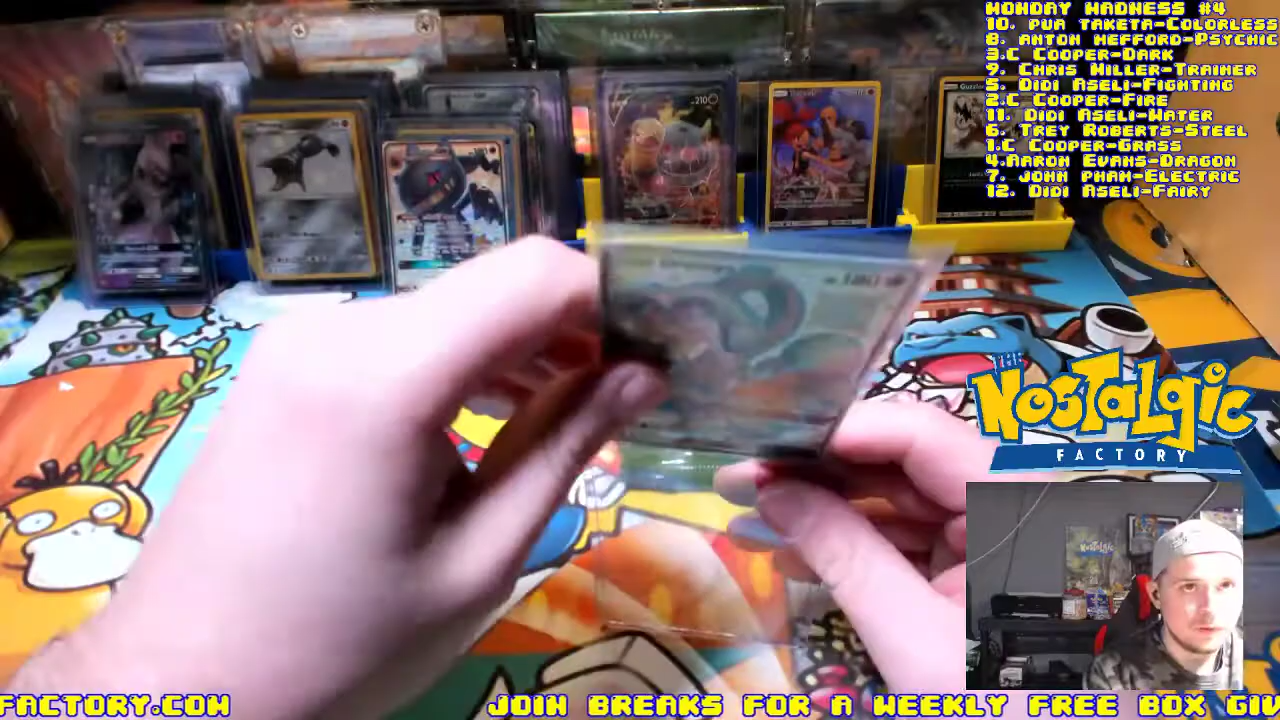 MONDAY MADNESS #4
10. PUA TAKETA-COLORLESS
8. ANTON HEFFORD-PSYCHIC
3.C COOPER-DARK
9. CHRIS MILLER-TRAINER
5. DIDI ASELI-FIGHTING
2.C COOPER-FIRE
11. DIDI ASELI-WATER
6. TREY ROBERTS-STEEL
1.C COOPER-GRASS
4.AARON EVANS-DRAGON
7. JOHN PHAM-ELECTRIC
12. DIDI ASELI-FAIRY
210
NOSTALGIC
FACTORY
FACTORY.COM
JOIN BREAKS FOR A WEEKLY FREE BOX GIV